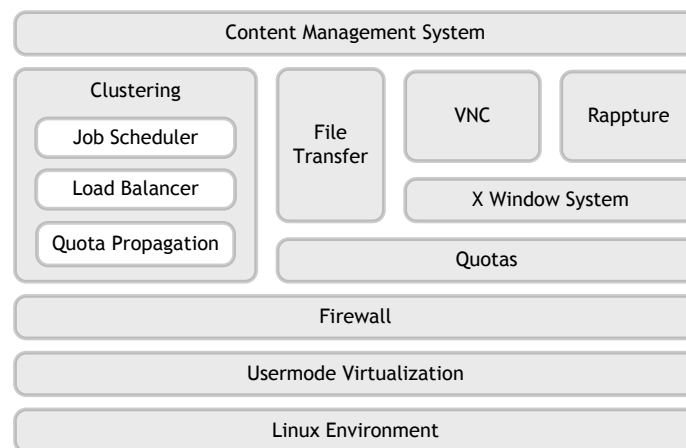 Content Management System
Clustering
Job Scheduler
Load Balancer
Quota Propagation
File
Transfer
VNC
Rappture
X Window System
Quotas
Firewall
Usermode Virtualization
Linux Environment